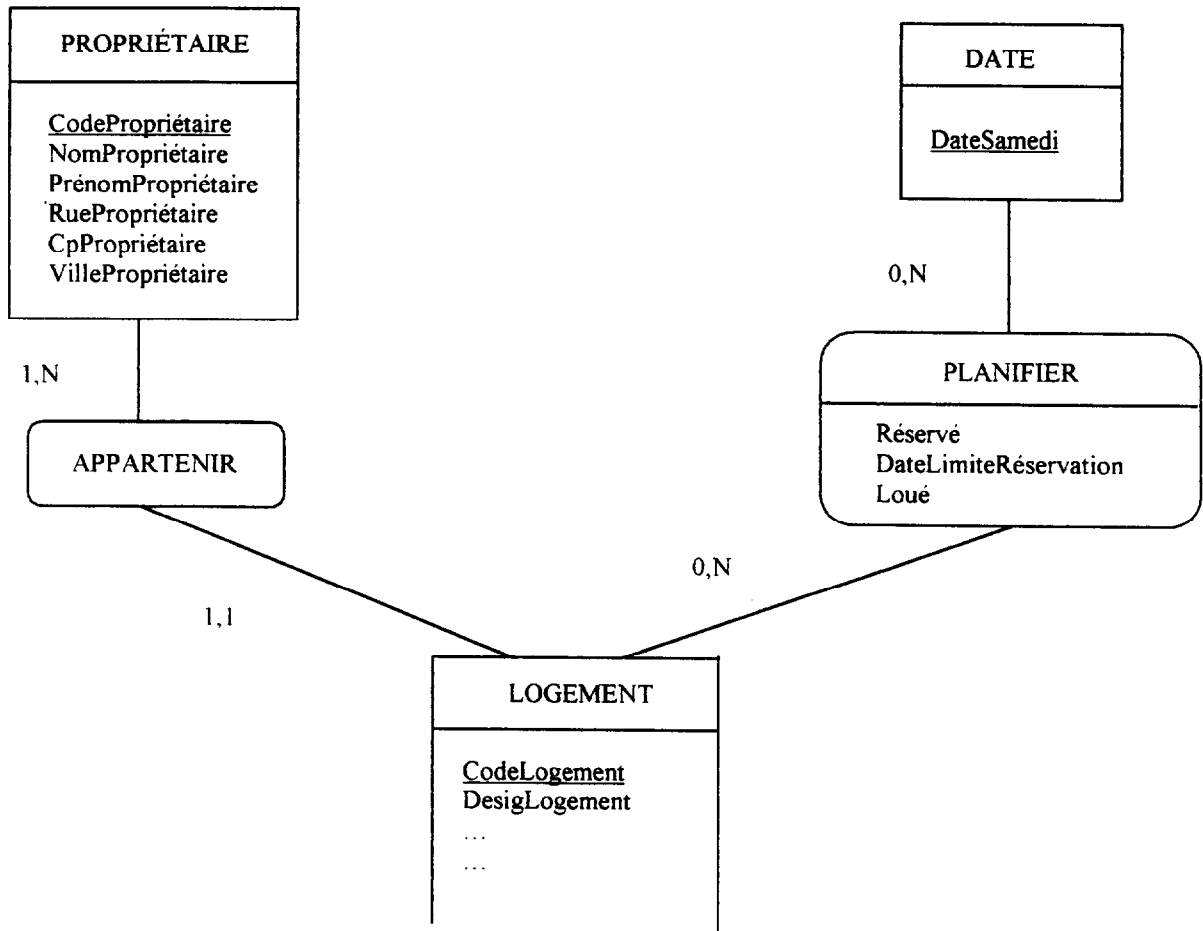 PROPRIÉTAIRE
CodePropriétaire
NomPropriétaire
PrénomPropriétaire
RuePropriétaire
CpPropriétaire
VillePropriétaire
DATE
DateSamedi
1,N
0,N
APPARTENIR
PLANIFIER
Réservé
DateLimiteRéservation
Loué
1,1
0,N
LOGEMENT
CodeLogement
DesigLogement
...
...